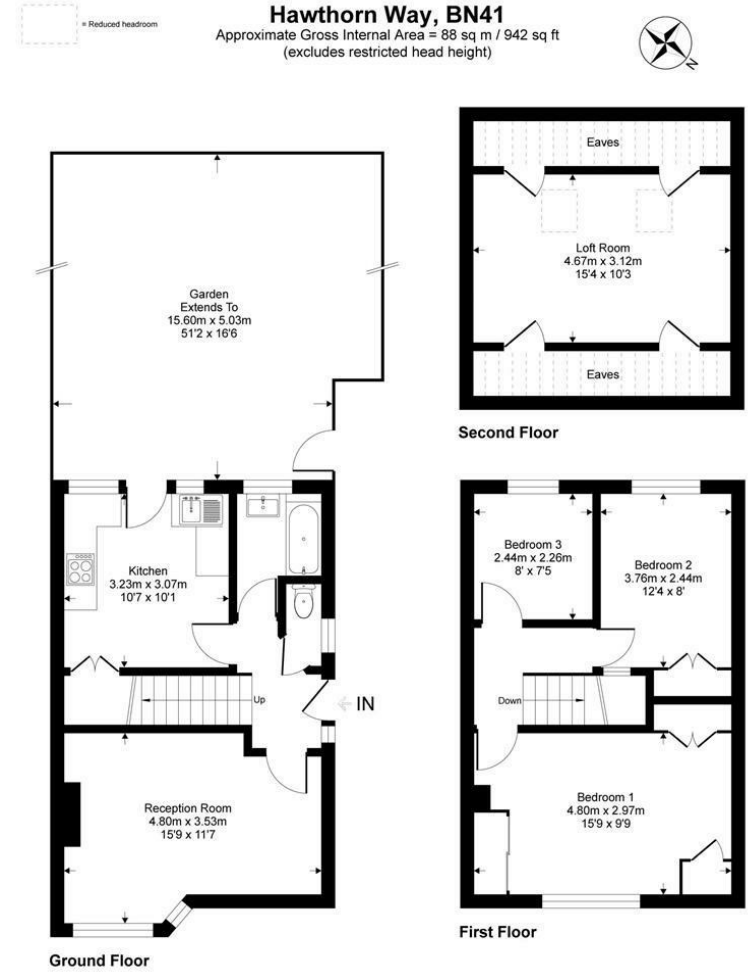 = Reduced headroom
Hawthorn Way, BN41
Approximate Gross Internal Area = 88 sq m / 942 sq ft
(excludes restricted head height)
N
Eaves
Loft Room
4.67m x 3.12m
15'4 x 10'3
Eaves
Second Floor
Garden
Extends To
15.60m x 5.03m
51'2 x 16'6
Kitchen
3.23m x 3.07m
10'7 x 10'1
Up
IN
Reception Room
4.80m x 3.53m
15'9 x 11'7
Ground Floor
Bedroom 3
2.44m x 2.26m
8' x 7'5
Bedroom 2
3.76m x 2.44m
12'4 x 8'
Down
Bedroom 1
4.80m x 2.97m
15'9 x 9'9
First Floor